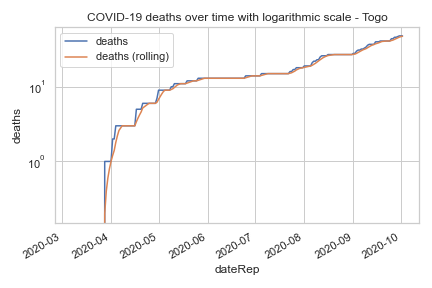 COVID-19 deaths over time with logarithmic scale - Togo
deaths
deaths (rolling)
10¹
10⁰
deaths
2020-03
2020-04
2020-05
2020-06
2020-07
2020-08
2020-09
2020-10
dateRep